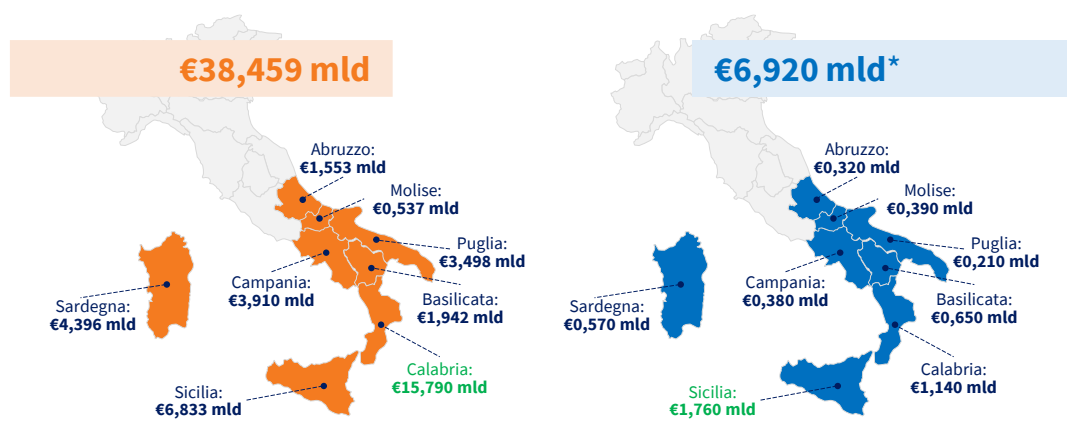 €38,459 mld
Abruzzo:
€1,553 mld
Molise:
€0,537 mld
Puglia:
€3,498 mld
Campania:
€3,910 mld
Basilicata:
€1,942 mld
Sardegna:
€4,396 mld
Calabria:
€15,790 mld
Sicilia:
€6,833 mld
€6,920 mld*
Abruzzo:
€0,320 mld
Molise:
€0,390 mld
Puglia:
€0,210 mld
Campania:
€0,380 mld
Basilicata:
€0,650 mld
Sardegna:
€0,570 mld
Calabria:
€1,140 mld
Sicilia:
€1,760 mld